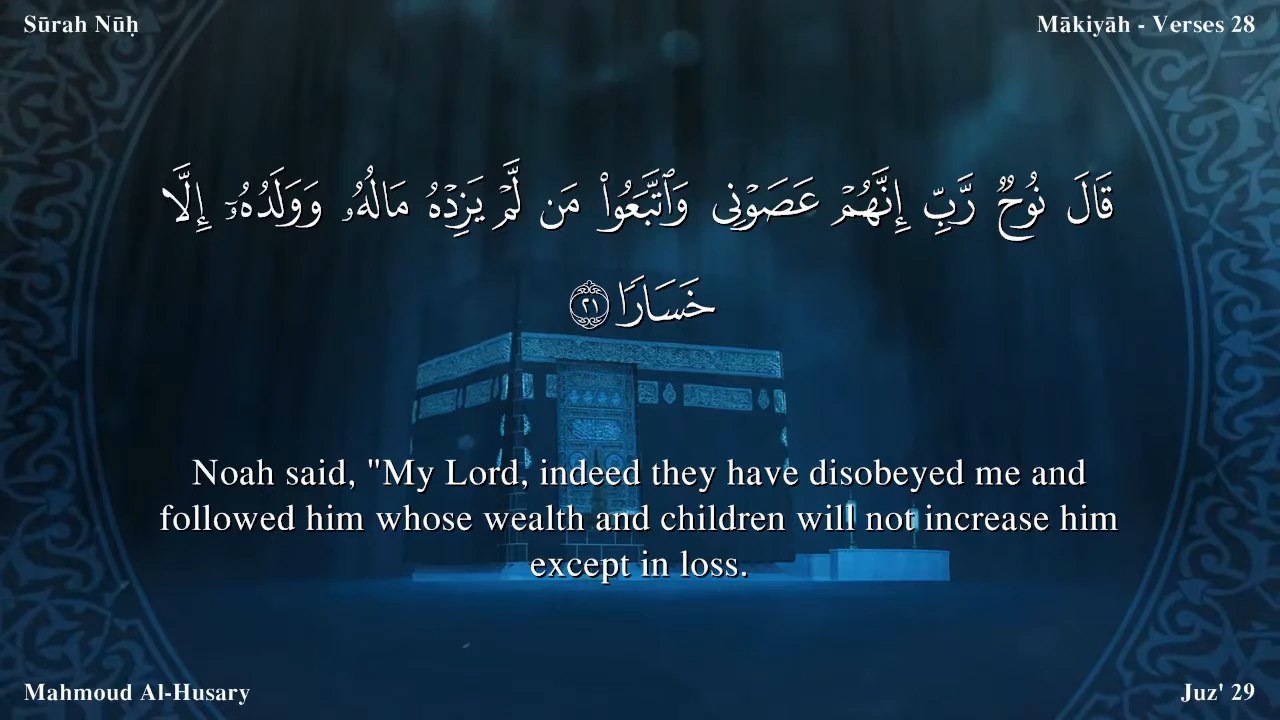 Sūrah Nūḥ
Mākiyāh - Verses 28
قَالَ نُوحٌ رَّبِّ إِنَّهُمْ عَصَوْنِى وَٱتَّبَعُوا۟ مَن لَّمْ يَزِدْهُ مَالُهُۥ وَوَلَدُهُۥٓ إِلَّا
خَسَارًا ٢١
Noah said, "My Lord, indeed they have disobeyed me and
followed him whose wealth and children will not increase him
except in loss.
Mahmoud Al-Husary
Juz' 29